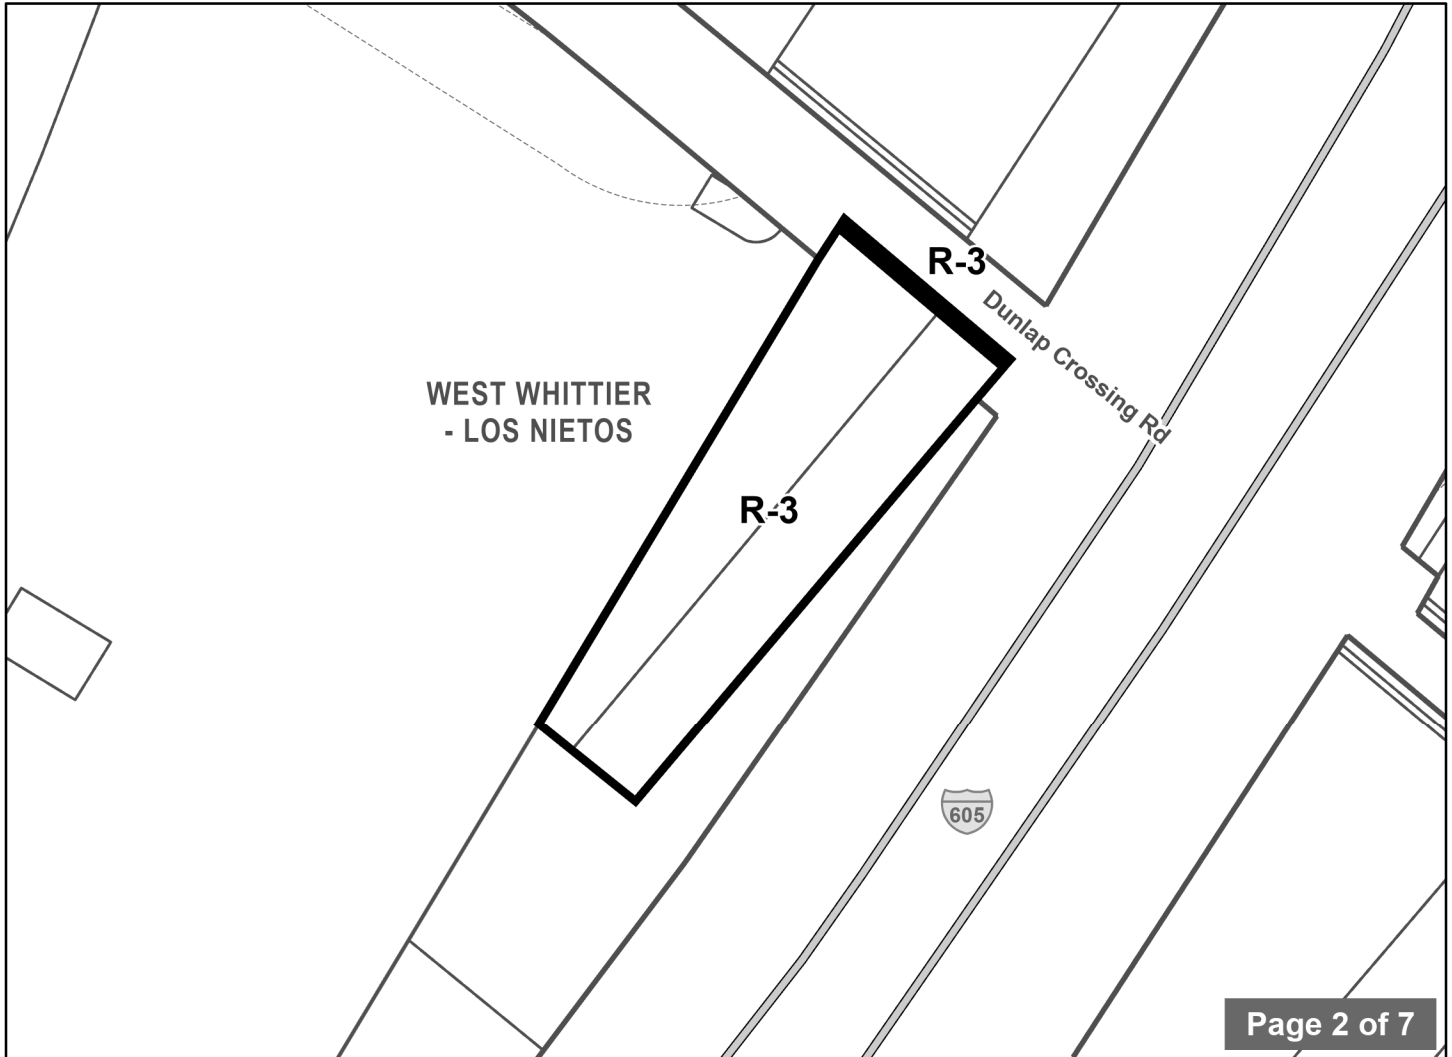 R-3
Dunlap Crossing Rd
WEST WHITTIER
- LOS NIETOS
R-3
605
Page 2 of 7